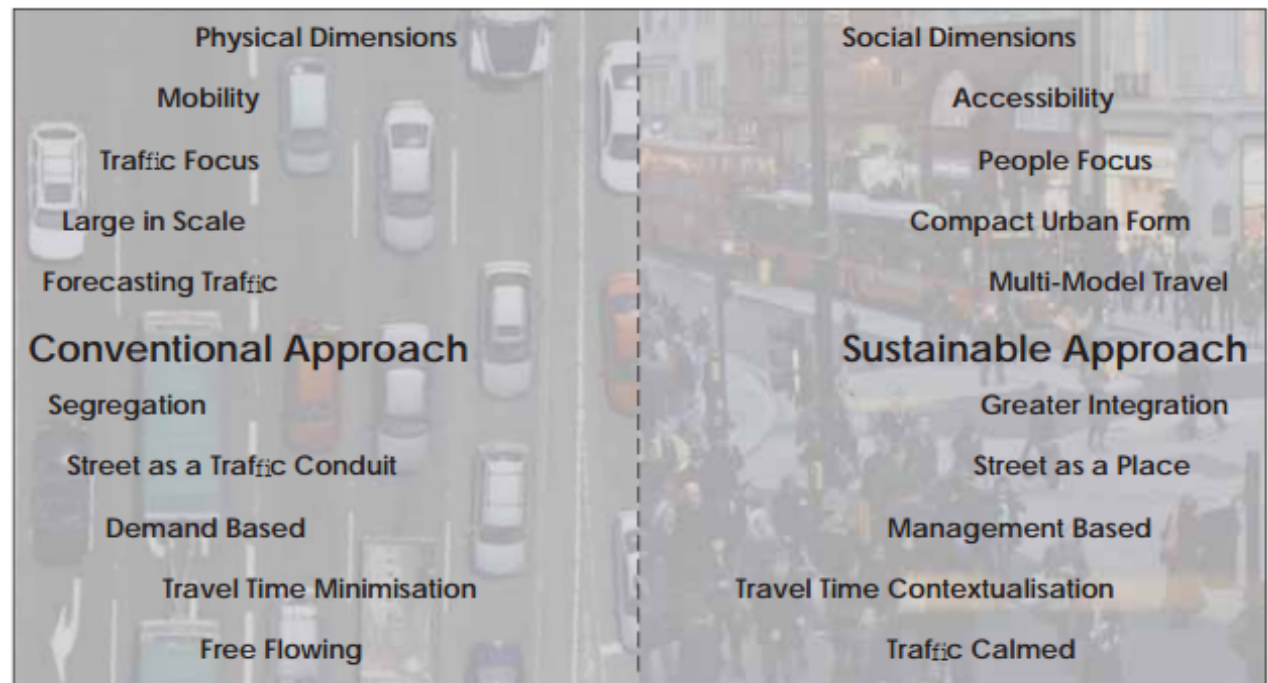 Physical Dimensions
Mobility
Traffic Focus
Large in Scale
Forecasting Traffic
Conventional Approach
Segregation
Street as a Traffic Conduit
Demand Based
Travel Time Minimisation
Free Flowing
Social Dimensions
Accessibility
People Focus
Compact Urban Form
Multi-Model Travel
Sustainable Approach
Greater Integration
Street as a Place
Management Based
Travel Time Contextualisation
Traffic Calmed